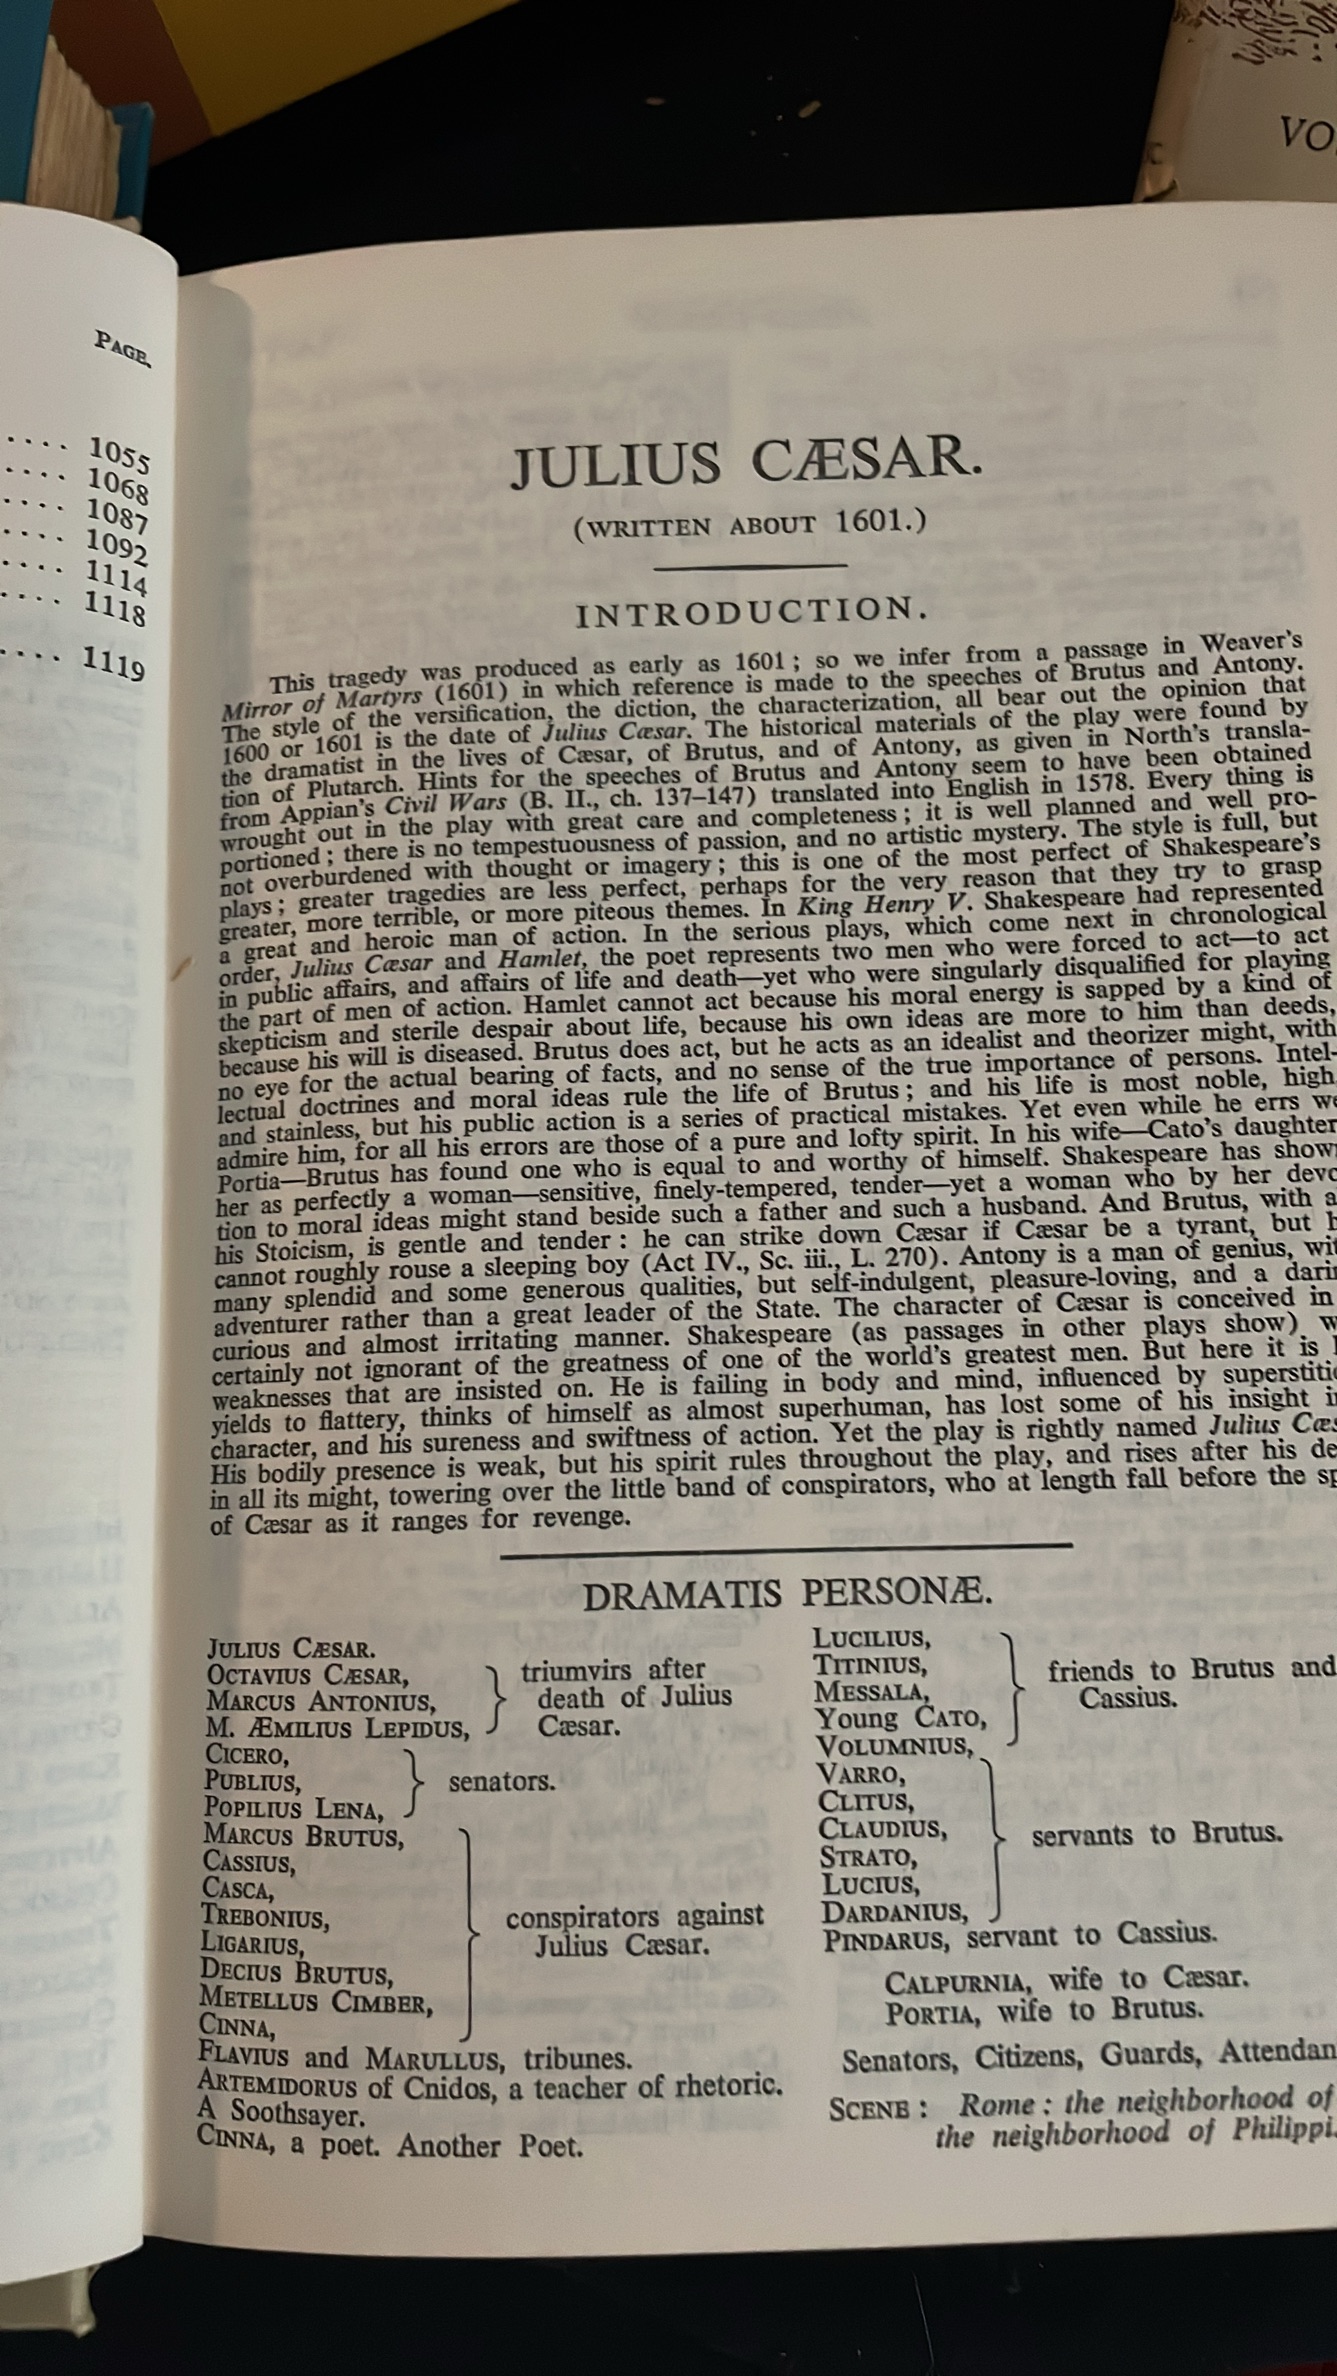 VO
C
PAGE.
.... 1055
.... 1068
.... 1087
.... 1092
.... 1114
.... 1118
.... 1119
JULIUS CÆSAR.
(WRITTEN ABOUT 1601.)
INTRODUCTION.
This tragedy was produced as early as 1601; so we infer from a passage in Weaver's
Mirror of Martyrs (1601) in which reference is made to the speeches of Brutus and Antony.
The style of the versification, the diction, the characterization, all bear out the opinion that
1600 or 1601 is the date of Julius Cæsar. The historical materials of the play were found by
the dramatist in the lives of Cæsar, of Brutus, and of Antony, as given in North's transla-
tion of Plutarch. Hints for the speeches of Brutus and Antony seem to have been obtained
from Appian's Civil Wars (B. II., ch. 137–147) translated into English in 1578. Every thing is
wrought out in the play with great care and completeness; it is well planned and well pro-
portioned; there is no tempestuousness of passion, and no artistic mystery. The style is full, but
not overburdened with thought or imagery; this is one of the most perfect of Shakespeare's
plays; greater tragedies are less perfect, perhaps for the very reason that they try to grasp
greater, more terrible, or more piteous themes. In King Henry V. Shakespeare had represented
a great and heroic man of action. In the serious plays, which come next in chronological
order, Julius Cæsar and Hamlet, the poet represents two men who were forced to act—to act
in public affairs, and affairs of life and death—yet who were singularly disqualified for playing
the part of men of action. Hamlet cannot act because his moral energy is sapped by a kind of
skepticism and sterile despair about life, because his own ideas are more to him than deeds,
because his will is diseased. Brutus does act, but he acts as an idealist and theorizer might, with
no eye for the actual bearing of facts, and no sense of the true importance of persons. Intel-
lectual doctrines and moral ideas rule the life of Brutus; and his life is most noble, high
and stainless, but his public action is a series of practical mistakes. Yet even while he errs we
admire him, for all his errors are those of a pure and lofty spirit. In his wife—Cato's daughter
Portia—Brutus has found one who is equal to and worthy of himself. Shakespeare has show
her as perfectly a woman—sensitive, finely-tempered, tender—yet a woman who by her devo
tion to moral ideas might stand beside such a father and such a husband. And Brutus, with a
his Stoicism, is gentle and tender: he can strike down Cæsar if Cæsar be a tyrant, but h
cannot roughly rouse a sleeping boy (Act IV., Sc. iii., L. 270). Antony is a man of genius, wit
many splendid and some generous qualities, but self-indulgent, pleasure-loving, and a darin
adventurer rather than a great leader of the State. The character of Cæsar is conceived in
curious and almost irritating manner. Shakespeare (as passages in other plays show) w
certainly not ignorant of the greatness of one of the world's greatest men. But here it is
weaknesses that are insisted on. He is failing in body and mind, influenced by superstitio
yields to flattery, thinks of himself as almost superhuman, has lost some of his insight in
character, and his sureness and swiftness of action. Yet the play is rightly named Julius Cæs
His bodily presence is weak, but his spirit rules throughout the play, and rises after his de
in all its might, towering over the little band of conspirators, who at length fall before the sp
of Cæsar as it ranges for revenge.
DRAMATIS PERSONÆ.
JULIUS CÆSAR.
OCTAVIUS CÆSAR,
MARCUS ANTONIUS,
M. ÆMILIUS LEPIDUS,
triumvirs after
death of Julius
Cæsar.
CICERO,
PUBLIUS,
POPILIUS LENA,
senators.
MARCUS BRUTUS,
CASSIUS,
CASCA,
TREBONIUS,
LIGARIUS,
DECIUS BRUTUS,
METELLUS CIMBER,
CINNA,
conspirators against
Julius Cæsar.
FLAVIUS and MARULLUS, tribunes.
ARTEMIDORUS of Cnidos, a teacher of rhetoric.
A Soothsayer.
CINNA, a poet. Another Poet.
LUCILIUS,
TITINIUS,
MESSALA,
Young CATO,
VOLUMNIUS,
friends to Brutus and
Cassius.
VARRO,
CLITUS,
CLAUDIUS,
STRATO,
LUCIUS,
DARDANIUS,
servants to Brutus.
PINDARUS, servant to Cassius.
CALPURNIA, wife to Cæsar.
PORTIA, wife to Brutus.
Senators, Citizens, Guards, Attendan
SCENE: Rome: the neighborhood of
the neighborhood of Philippi.